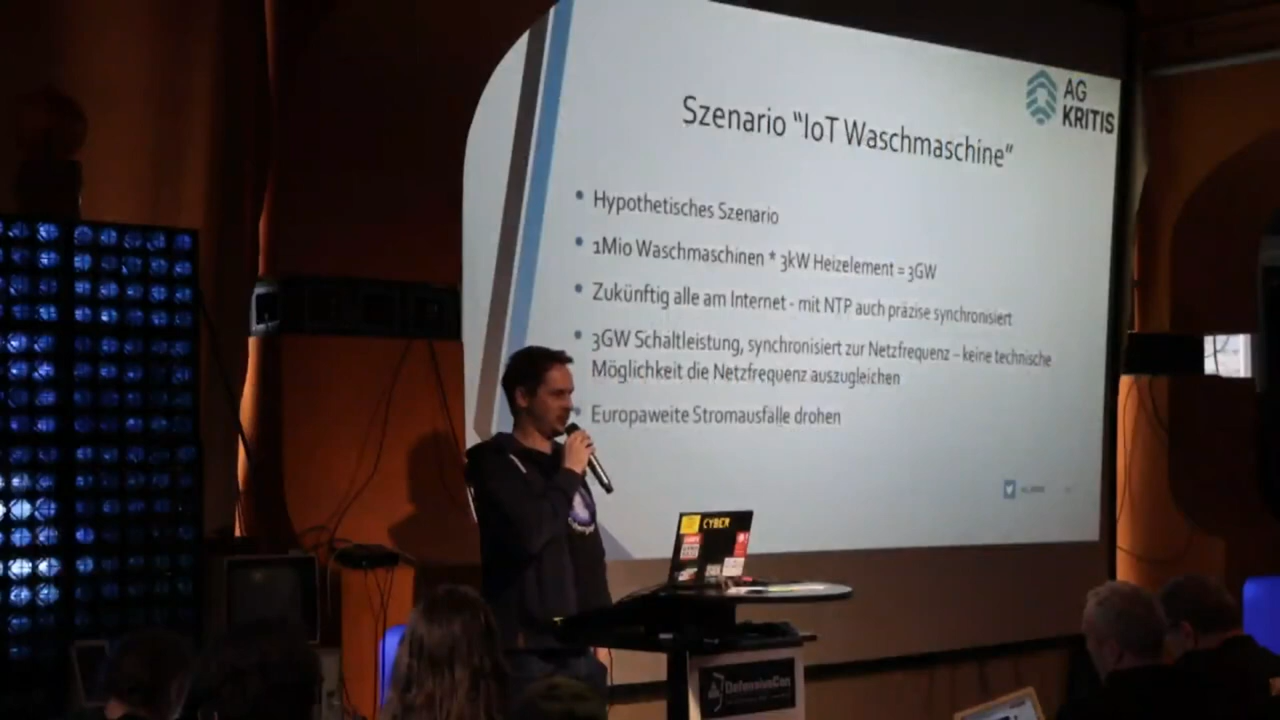 AG
KRITIS
Szenario "IoT Waschmaschine"
Hypothetisches Szenario
1Mio Waschmaschinen * 3kW Heizelement = 3GW
Zukünftig alle am Internet - mit NTP auch präzise synchronisiert
3GW Schaltleistung, synchronisiert zur Netzfrequenz – keine technische
Möglichkeit die Netzfrequenz auszugleichen
Europaweite Stromausfälle drohen
CYBER
DefensiveCon